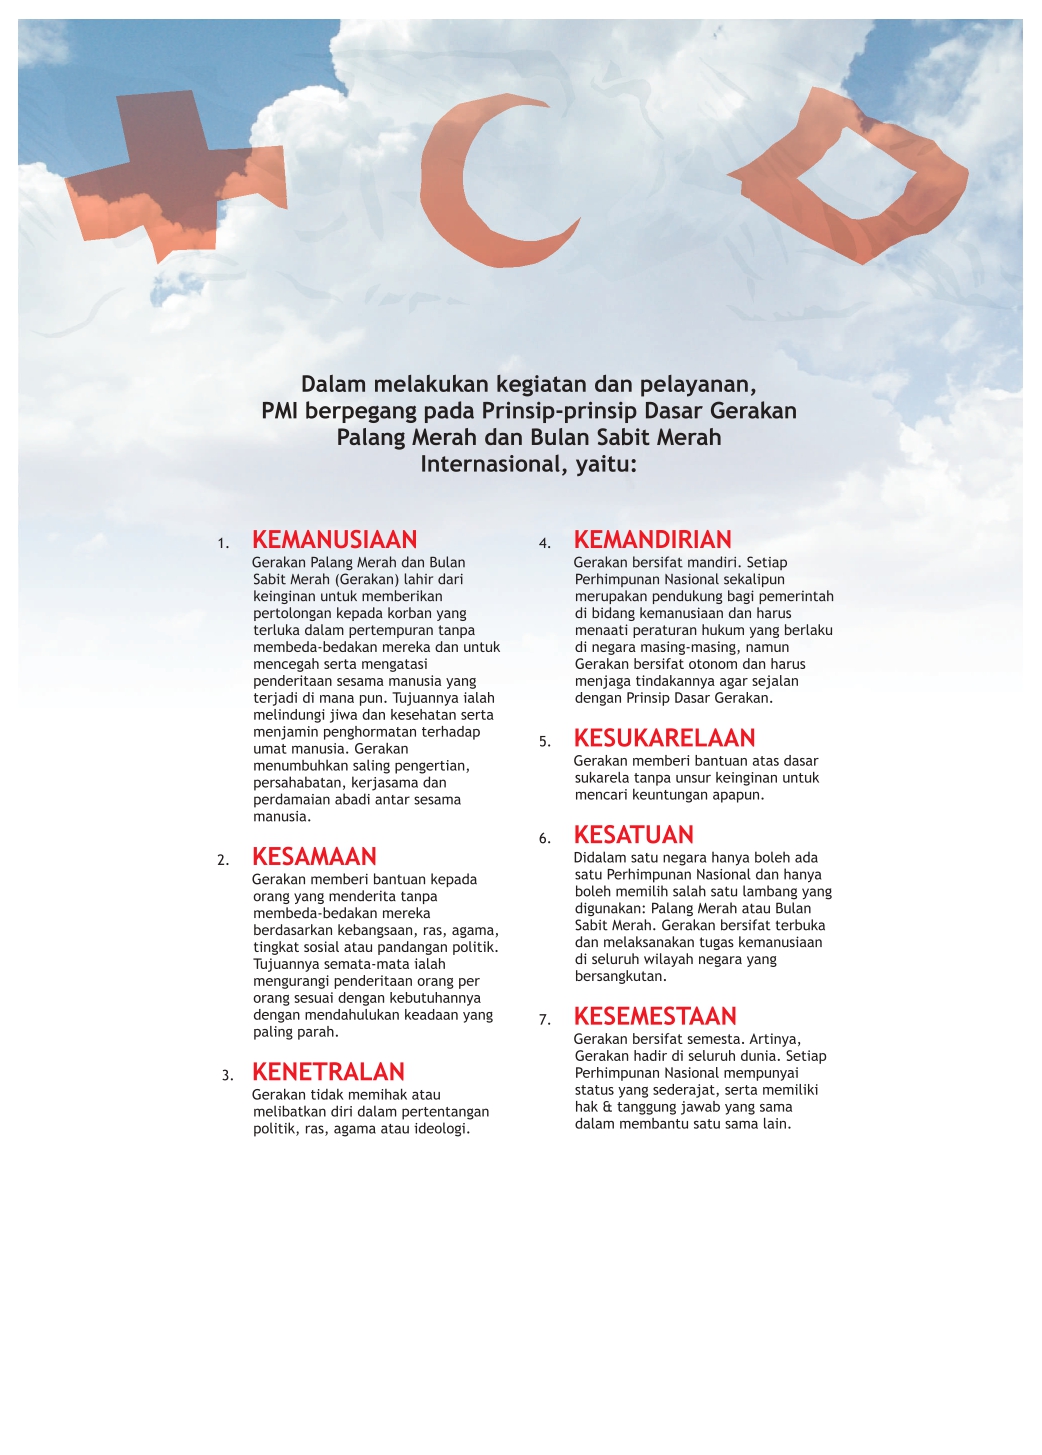 Dalam melakukan kegiatan dan pelayanan,
PMI berpegang pada Prinsip-prinsip Dasar Gerakan
Palang Merah dan Bulan Sabit Merah
Internasional, yaitu:
1. KEMANUSIAAN
Gerakan Palang Merah dan Bulan
Sabit Merah (Gerakan) lahir dari
keinginan untuk memberikan
pertolongan kepada korban yang
terluka dalam pertempuran tanpa
membeda-bedakan mereka dan untuk
mencegah serta mengatasi
penderitaan sesama manusia yang
terjadi di mana pun. Tujuannya ialah
melindungi jiwa dan kesehatan serta
menjamin penghormatan terhadap
umat manusia. Gerakan
menumbuhkan saling pengertian,
persahabatan, kerjasama dan
perdamaian abadi antar sesama
manusia.
2. KESAMAAN
Gerakan memberi bantuan kepada
orang yang menderita tanpa
membeda-bedakan mereka
berdasarkan kebangsaan, ras, agama,
tingkat sosial atau pandangan politik.
Tujuannya semata-mata ialah
mengurangi penderitaan orang per
orang sesuai dengan kebutuhannya
dengan mendahulukan keadaan yang
paling parah.
3. KENETRALAN
Gerakan tidak memihak atau
melibatkan diri dalam pertentangan
politik, ras, agama atau ideologi.
4. KEMANDIRIAN
Gerakan bersifat mandiri. Setiap
Perhimpunan Nasional sekalipun
merupakan pendukung bagi pemerintah
di bidang kemanusiaan dan harus
menaati peraturan hukum yang berlaku
di negara masing-masing, namun
Gerakan bersifat otonom dan harus
menjaga tindakannya agar sejalan
dengan Prinsip Dasar Gerakan.
5. KESUKARELAAN
Gerakan memberi bantuan atas dasar
sukarela tanpa unsur keinginan untuk
mencari keuntungan apapun.
6. KESATUAN
Didalam satu negara hanya boleh ada
satu Perhimpunan Nasional dan hanya
boleh memilih salah satu lambang yang
digunakan: Palang Merah atau Bulan
Sabit Merah. Gerakan bersifat terbuka
dan melaksanakan tugas kemanusiaan
di seluruh wilayah negara yang
bersangkutan.
7. KESEMESTAAN
Gerakan bersifat semesta. Artinya,
Gerakan hadir di seluruh dunia. Setiap
Perhimpunan Nasional mempunyai
status yang sederajat, serta memiliki
hak & tanggung jawab yang sama
dalam membantu satu sama lain.